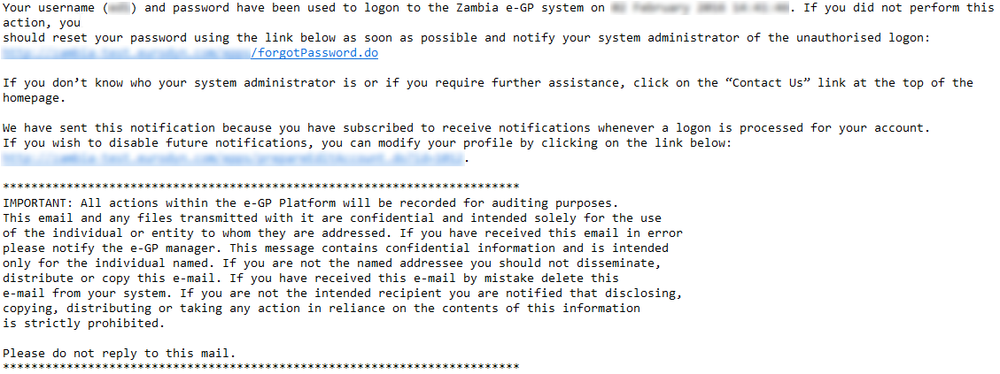 Your username ( ) and password have been used to logon to the Zambia e-GP system on . If you did not perform this
action, you
should reset your password using the link below as soon as possible and notify your system administrator of the unauthorised logon:
/forgotPassword.do
If you don’t know who your system administrator is or if you require further assistance, click on the “Contact Us” link at the top of the
homepage.
We have sent this notification because you have subscribed to receive notifications whenever a logon is processed for your account.
If you wish to disable future notifications, you can modify your profile by clicking on the link below:
.
*************************************************************************
IMPORTANT: All actions within the e-GP Platform will be recorded for auditing purposes.
This email and any files transmitted with it are confidential and intended solely for the use
of the individual or entity to whom they are addressed. If you have received this email in error
please notify the e-GP manager. This message contains confidential information and is intended
only for the individual named. If you are not the named addressee you should not disseminate,
distribute or copy this e-mail. If you have received this e-mail by mistake delete this
e-mail from your system. If you are not the intended recipient you are notified that disclosing,
copying, distributing or taking any action in reliance on the contents of this information
is strictly prohibited.
Please do not reply to this mail.
*************************************************************************